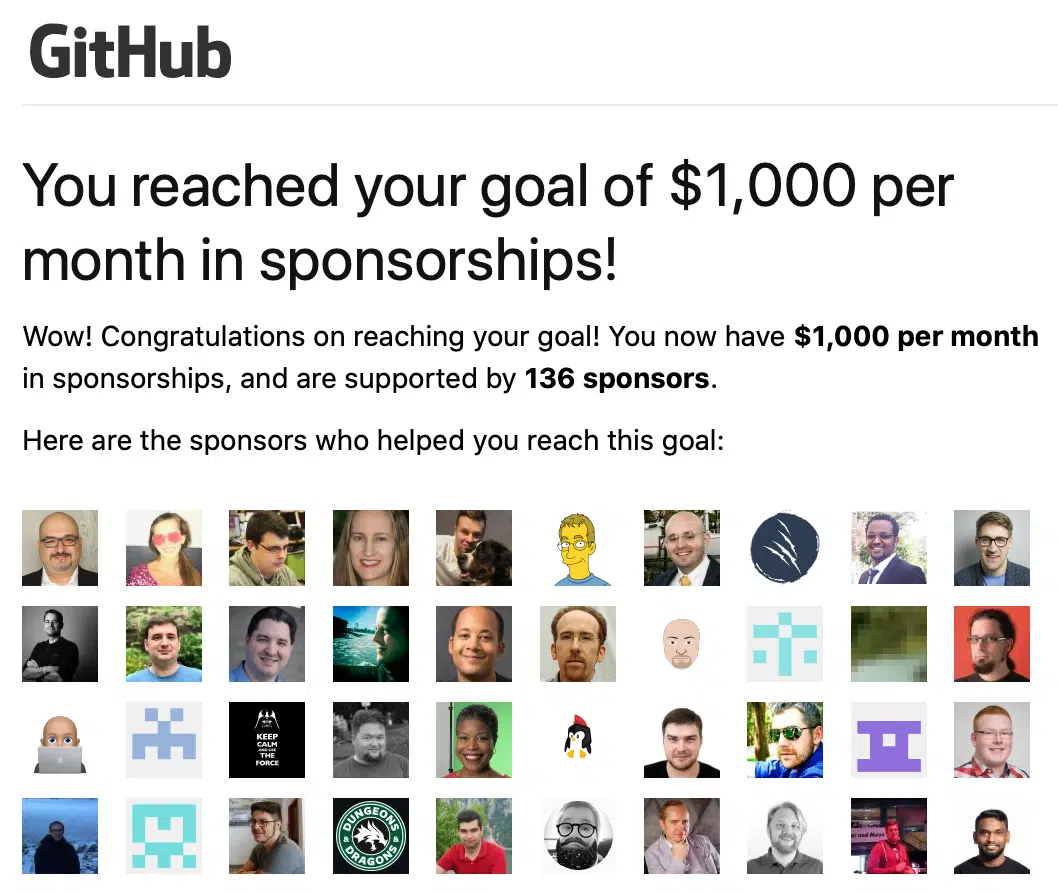 GitHub
You reached your goal of $1,000 per
month in sponsorships!
Wow! Congratulations on reaching your goal! You now have $1,000 per month
in sponsorships, and are supported by 136 sponsors.
Here are the sponsors who helped you reach this goal:
KEEP
CALM
AND USE
THE
FORCE
DUNGEONS
& DRAGONS &